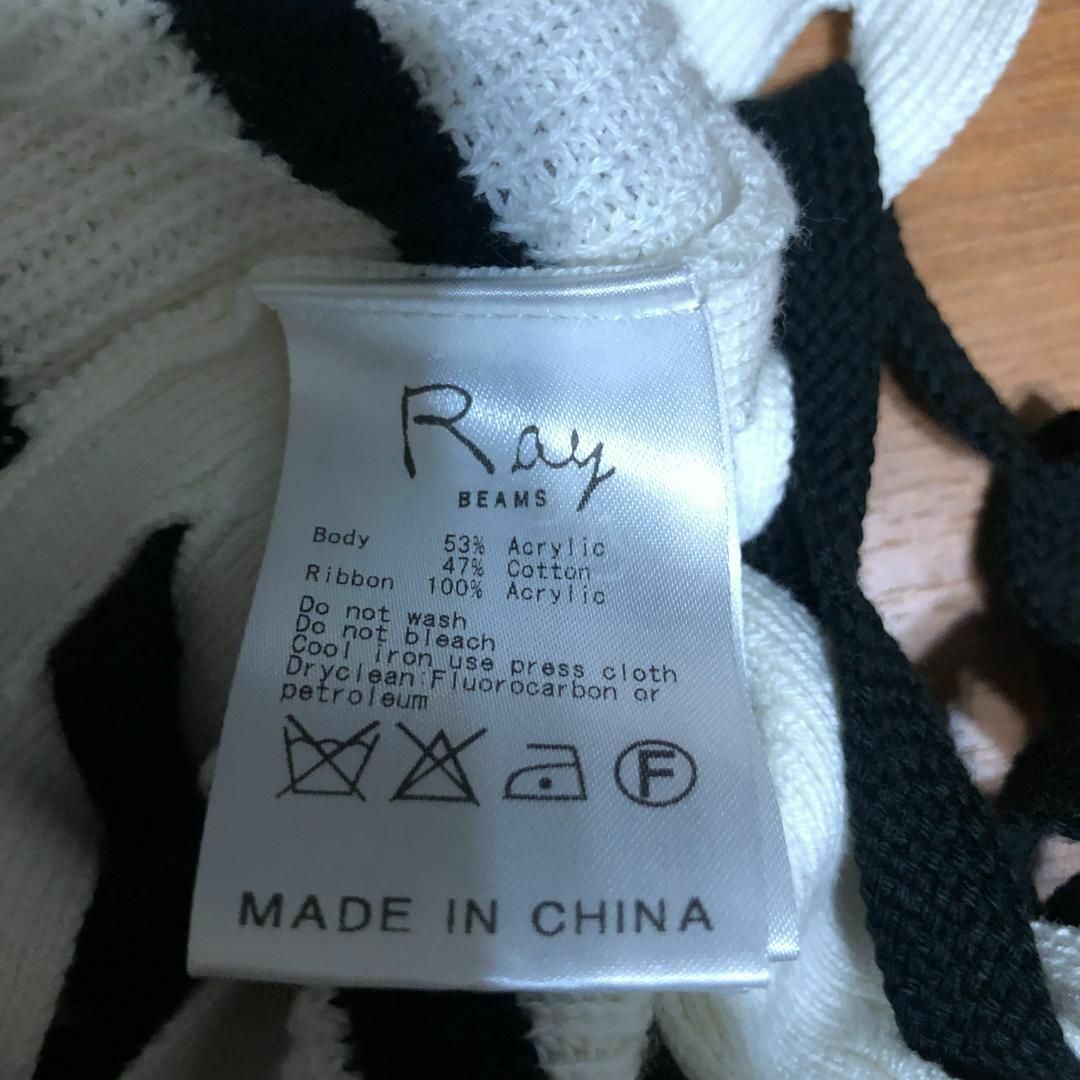 Ray
BEAMS
Body 53% Acrylic
47% Cotton
Ribbon 100% Acrylic
Do not wash
Do not bleach
Cool iron use press cloth
Dryclean:Fluorocarbon or
petroleum
F
MADE IN CHINA